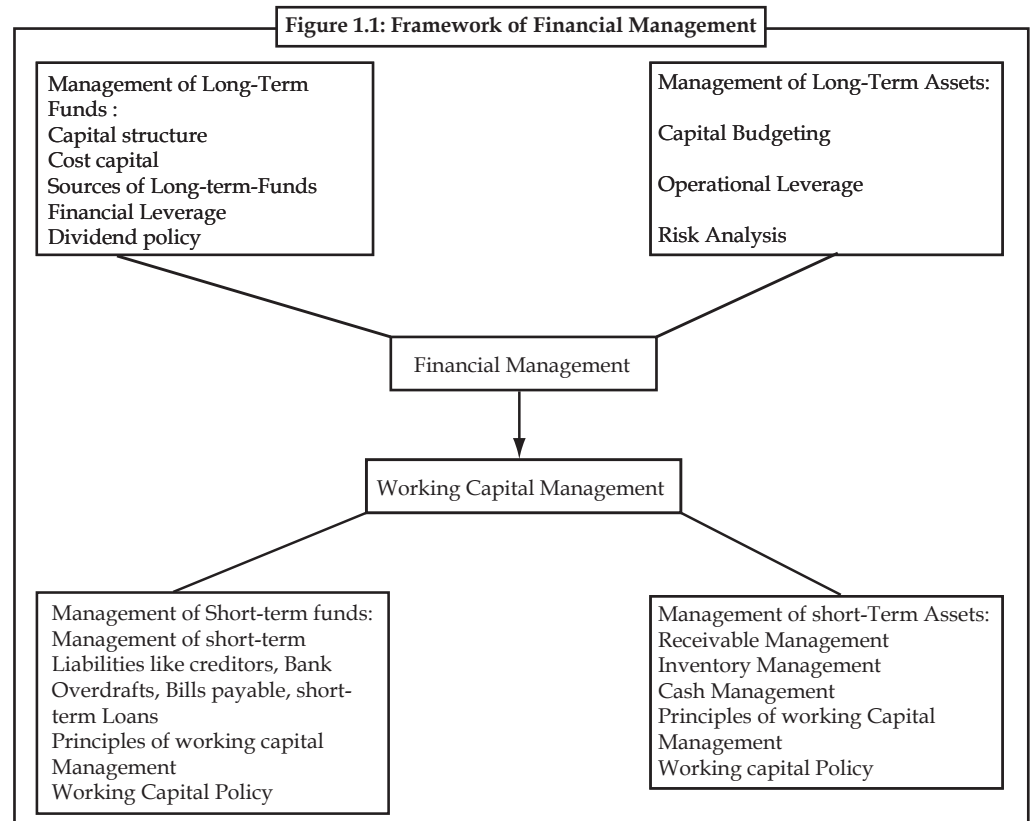 Figure 1.1: Framework of Financial Management
Management of Long-Term
Funds :
Capital structure
Cost capital
Sources of Long-term-Funds
Financial Leverage
Dividend policy
Management of Long-Term Assets:
Capital Budgeting
Operational Leverage
Risk Analysis
Financial Management
Working Capital Management
Management of Short-term funds:
Management of short-term
Liabilities like creditors, Bank
Overdrafts, Bills payable, short-
term Loans
Principles of working capital
Management
Working Capital Policy
Management of short-Term Assets:
Receivable Management
Inventory Management
Cash Management
Principles of working Capital
Management
Working capital Policy